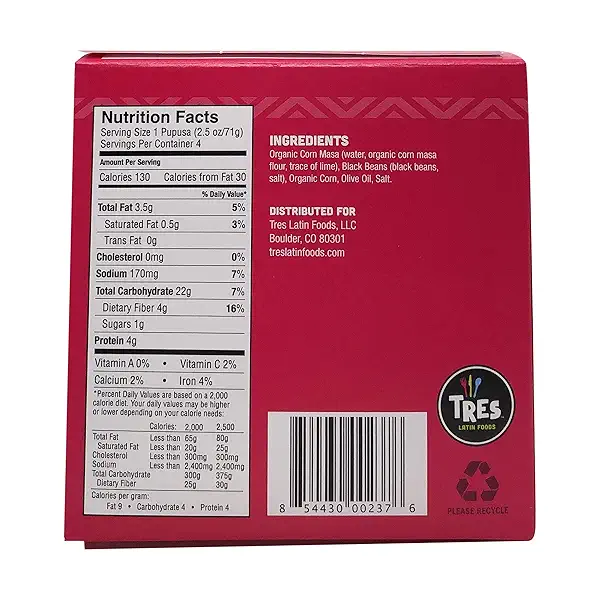 Nutrition Facts
Serving Size 1 Pupusa (2.5 oz/71g)
Servings Per Container 4
Amount Per Serving
Calories 130 Calories from Fat 30
% Daily Value*
Total Fat 3.5g 5%
Saturated Fat 0.5g 3%
Trans Fat 0g
Cholesterol 0mg 0%
Sodium 170mg 7%
Total Carbohydrate 22g 7%
Dietary Fiber 4g 16%
Sugars 1g
Protein 4g
Vitamin A 0% • Vitamin C 2%
Calcium 2% • Iron 4%
*Percent Daily Values are based on a 2,000
calorie diet. Your daily values may be higher
or lower depending on your calorie needs:
Calories: 2,000 2,500
Total Fat Less than 65g 80g
Saturated Fat Less than 20g 25g
Cholesterol Less than 300mg 300mg
Sodium Less than 2,400mg 2,400mg
Total Carbohydrate 300g 375g
Dietary Fiber 25g 30g
Calories per gram:
Fat 9 • Carbohydrate 4 • Protein 4
INGREDIENTS
Organic Corn Masa (water, organic corn masa
flour, trace of lime), Black Beans (black beans,
salt), Organic Corn, Olive Oil, Salt.
DISTRIBUTED FOR
Tres Latin Foods, LLC
Boulder, CO 80301
treslatinfoods.com
TRES
LATIN FOODS
8 54430 00237 6
PLEASE RECYCLE